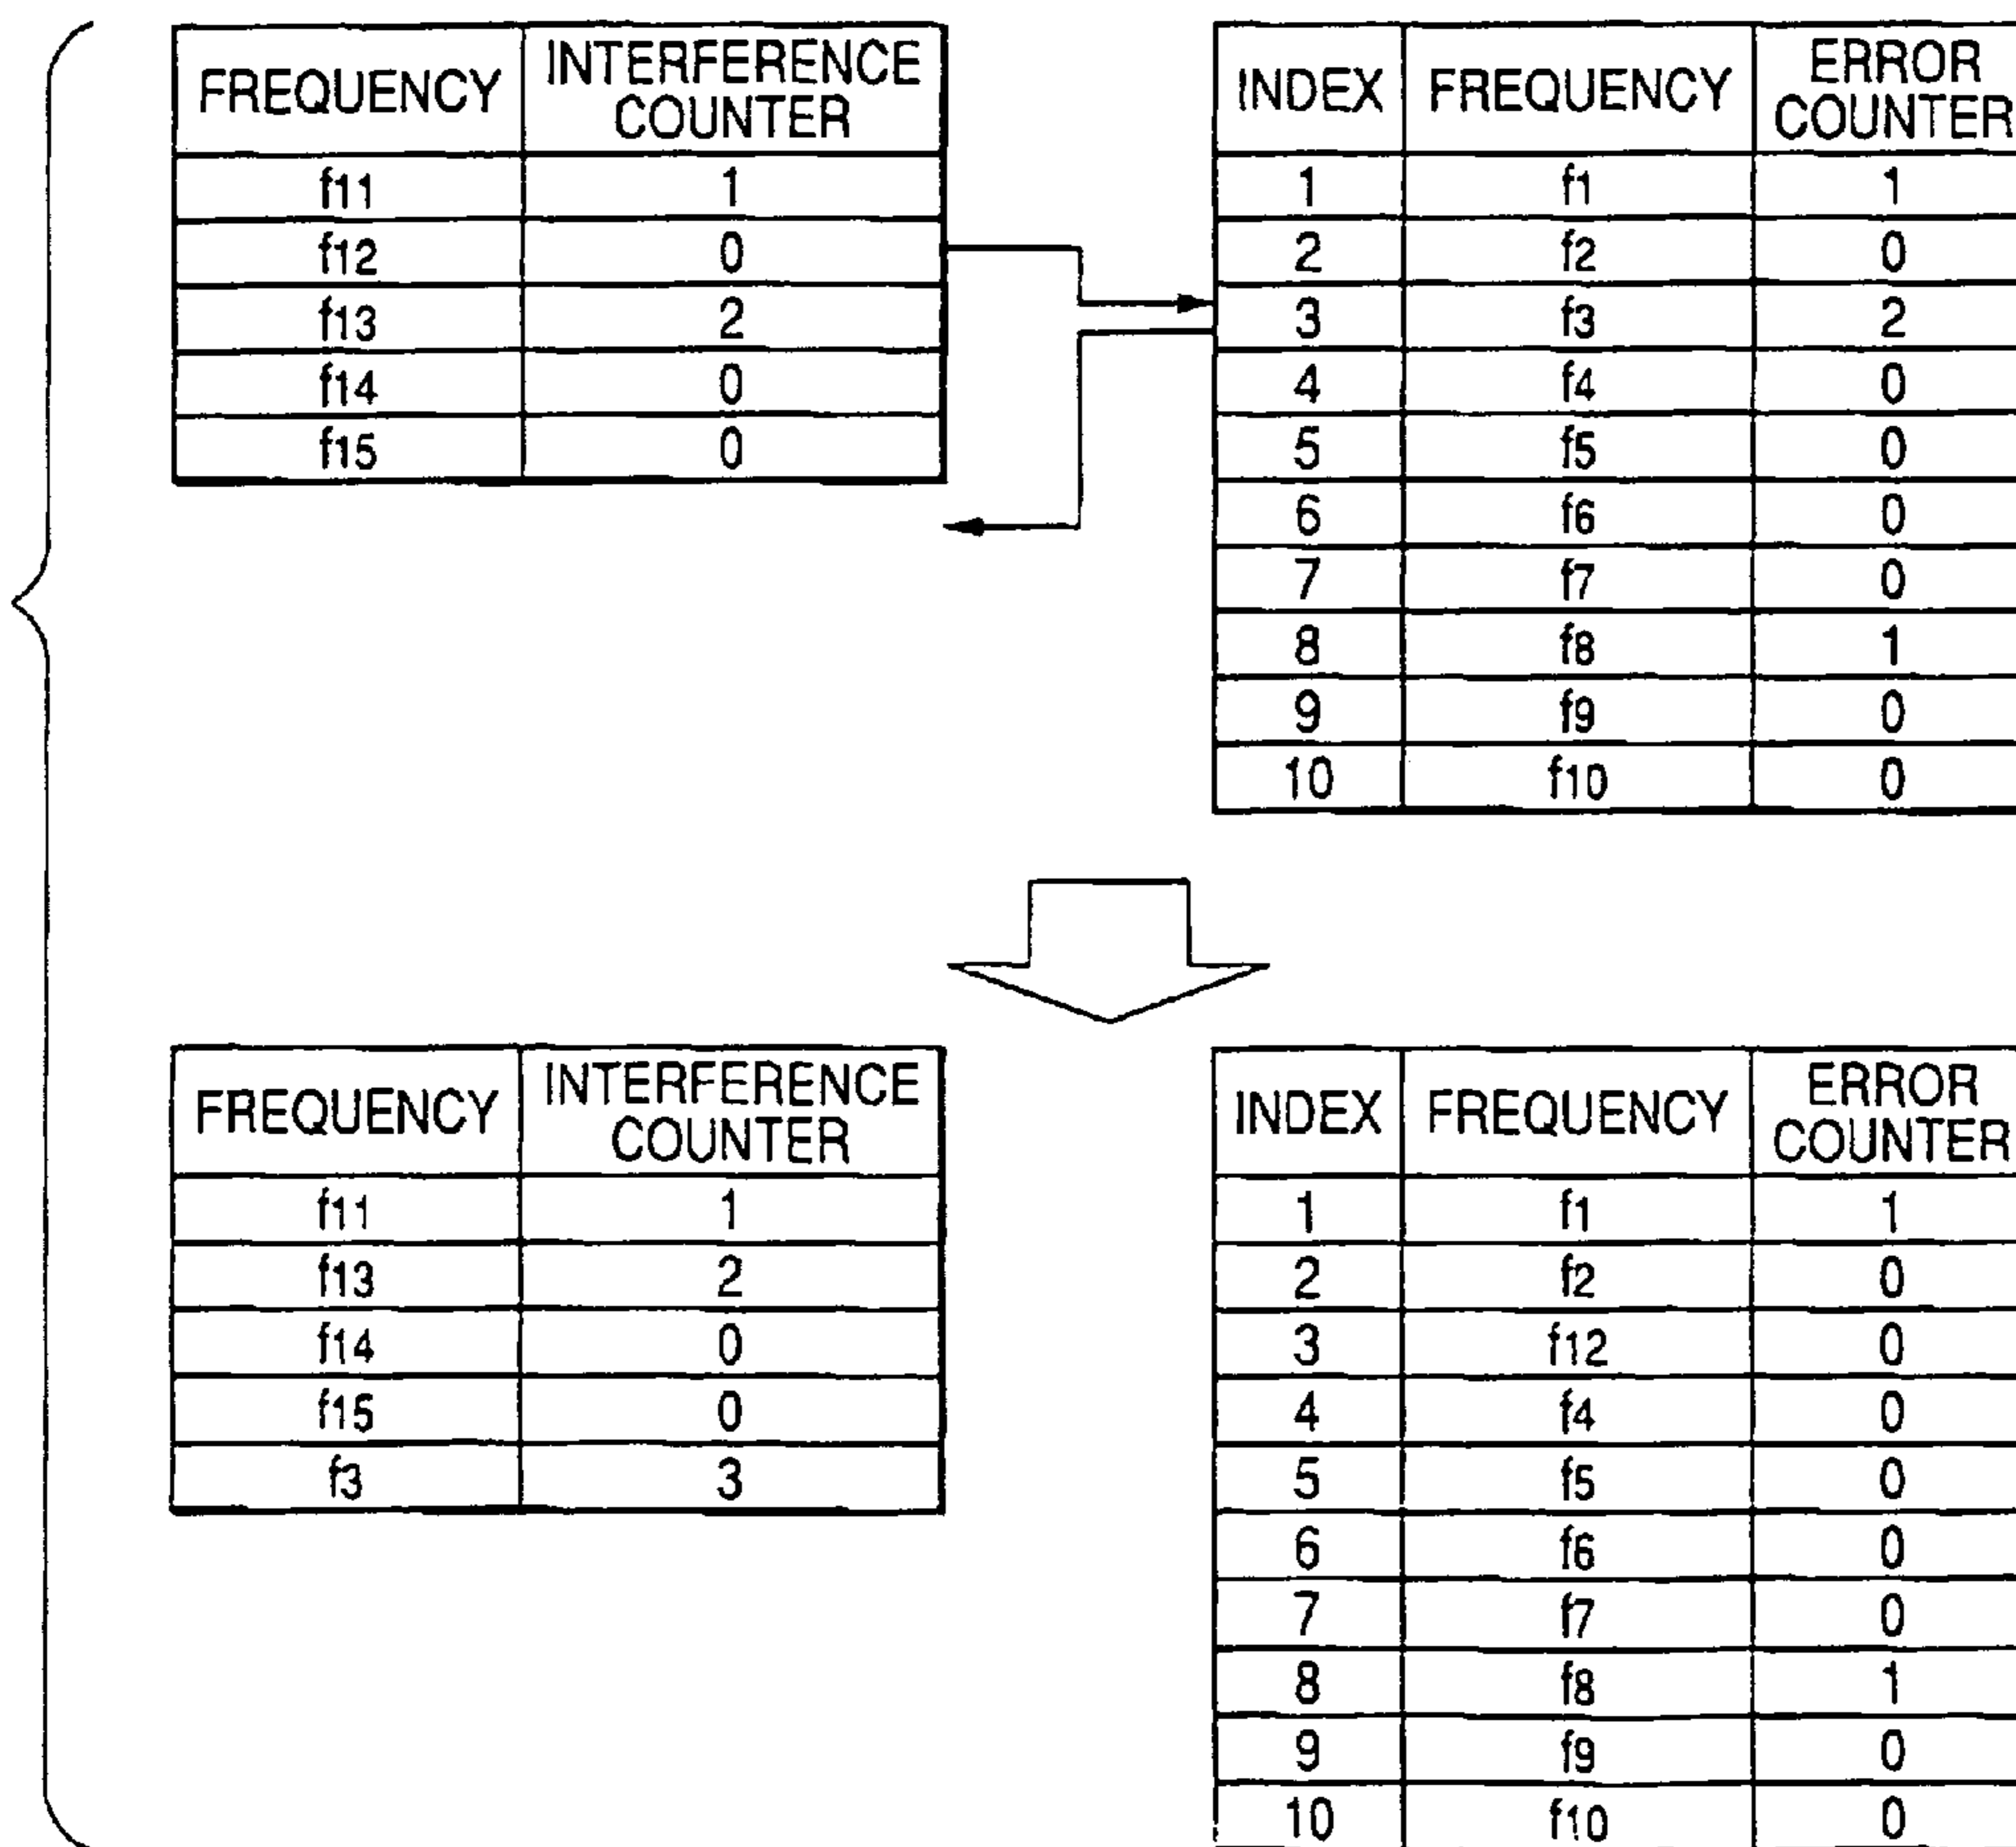 FREQUENCY INTERFERENCE COUNTER
f11 1
f12 0
f13 2
f14 0
f15 0
INDEX FREQUENCY ERROR COUNTER
1 f1 1
2 f2 0
3 f3 2
4 f4 0
5 f5 0
6 f6 0
7 f7 0
8 f8 1
9 f9 0
10 f10 0
FREQUENCY INTERFERENCE COUNTER
f11 1
f13 2
f14 0
f15 0
f3 3
INDEX FREQUENCY ERROR COUNTER
1 f1 1
2 f2 0
3 f12 0
4 f4 0
5 f5 0
6 f6 0
7 f7 0
8 f8 1
9 f9 0
10 f10 0